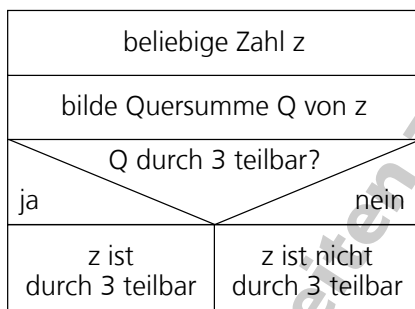 beliebige Zahl z
bilde Quersumme Q von z
Q durch 3 teilbar?
ja
nein
z ist
durch 3 teilbar
z ist nicht
durch 3 teilbar